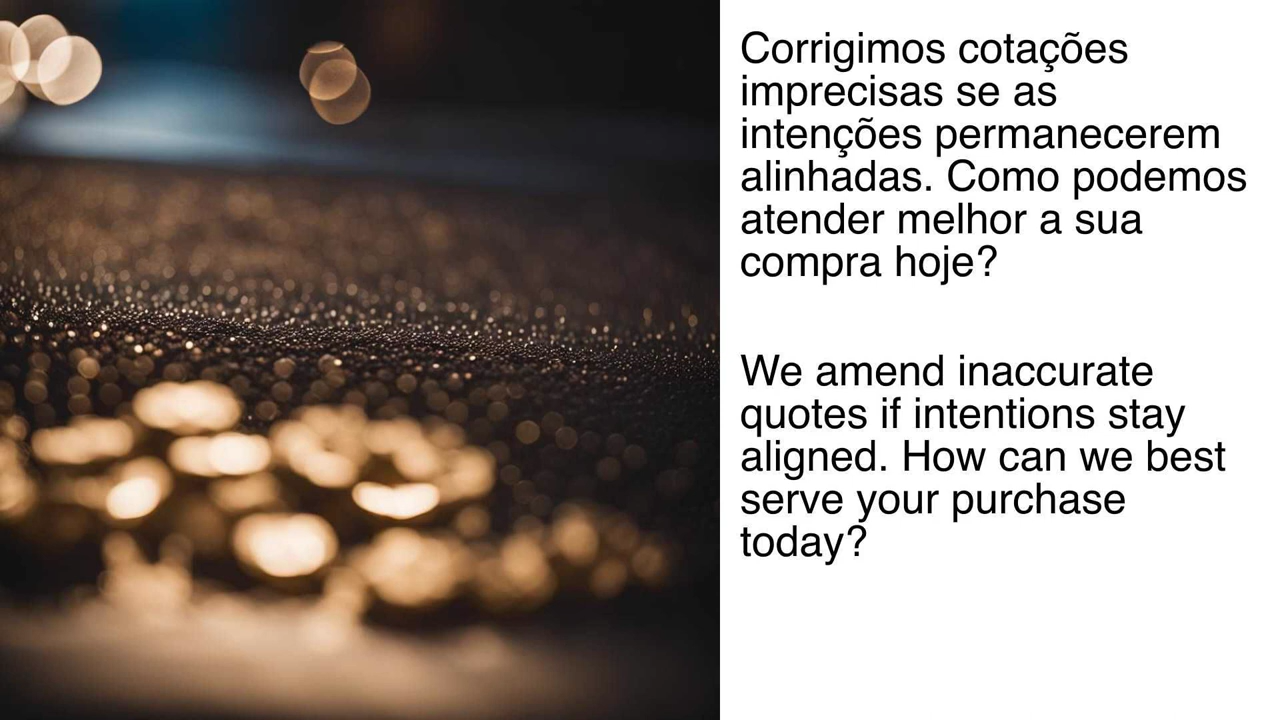 Corrigimos cotações
imprecisas se as
intenções permanecerem
alinhadas. Como podemos
atender melhor a sua
compra hoje?
We amend inaccurate
quotes if intentions stay
aligned. How can we best
serve your purchase
today?